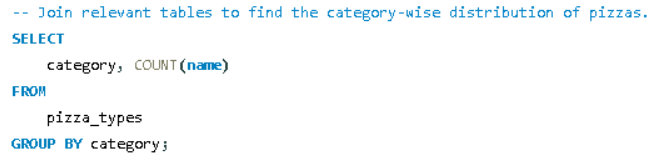 -- Join relevant tables to find the category-wise distribution of pizzas.
SELECT
category, COUNT(name)
FROM
pizza_types
GROUP BY category;